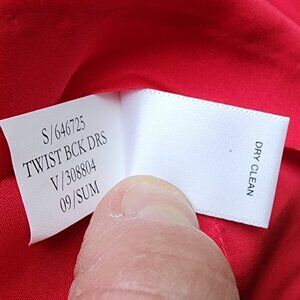 S/646725
TWIST BCK DRS
V/308804
09/SUM
DRY CLEAN